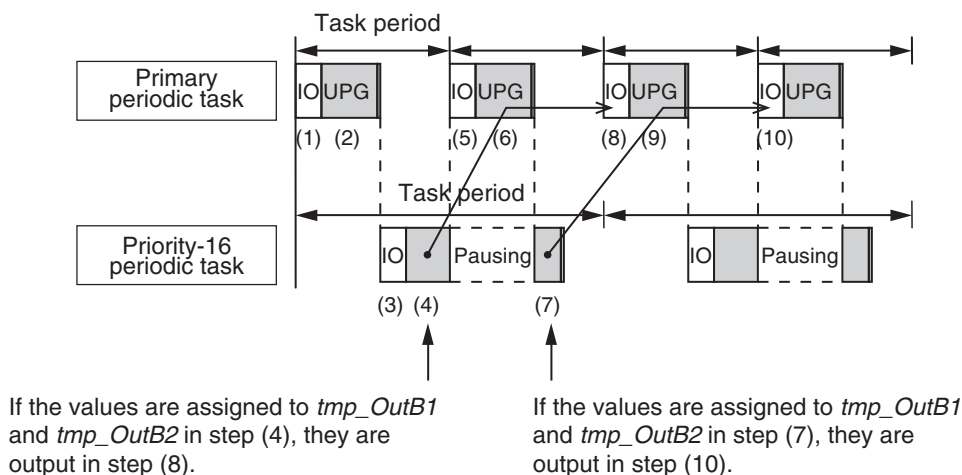 Task period
Primary
periodic task
IO UPG IO UPG IO UPG IO UPG
(1) (2) (5) (6) (8) (9) (10)
Task period
Priority-16
periodic task
IO Pausing IO Pausing
(3) (4) (7)
If the values are assigned to tmp_OutB1
and tmp_OutB2 in step (4), they are
output in step (8).
If the values are assigned to tmp_OutB1
and tmp_OutB2 in step (7), they are
output in step (10).